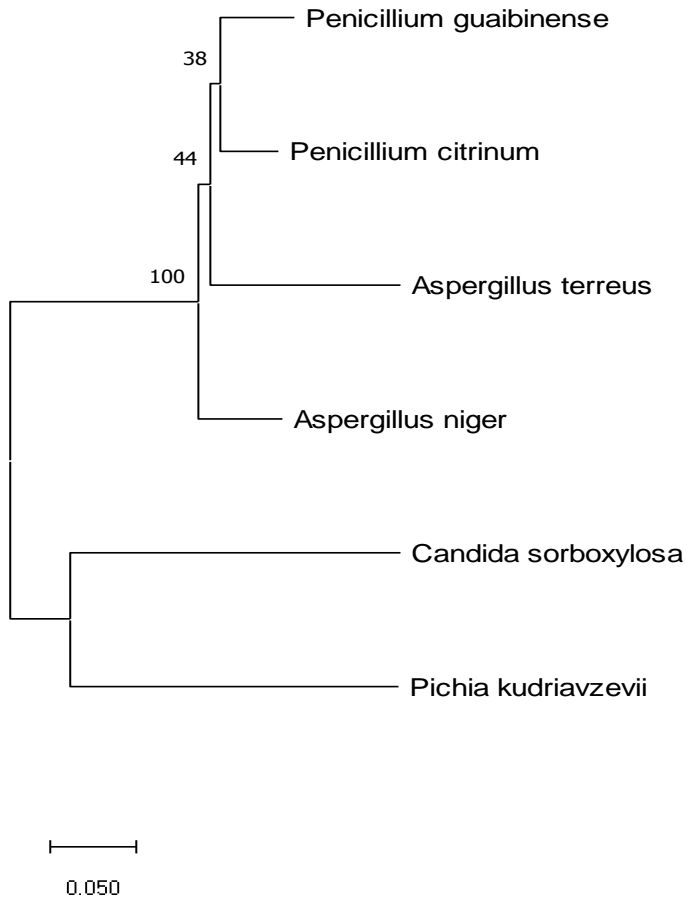 Penicillium guaibinense
38
Penicillium citrinum
44
100
Aspergillus terreus
Aspergillus niger
Candida sorboxylosa
Pichia kudriavzevii
0.050